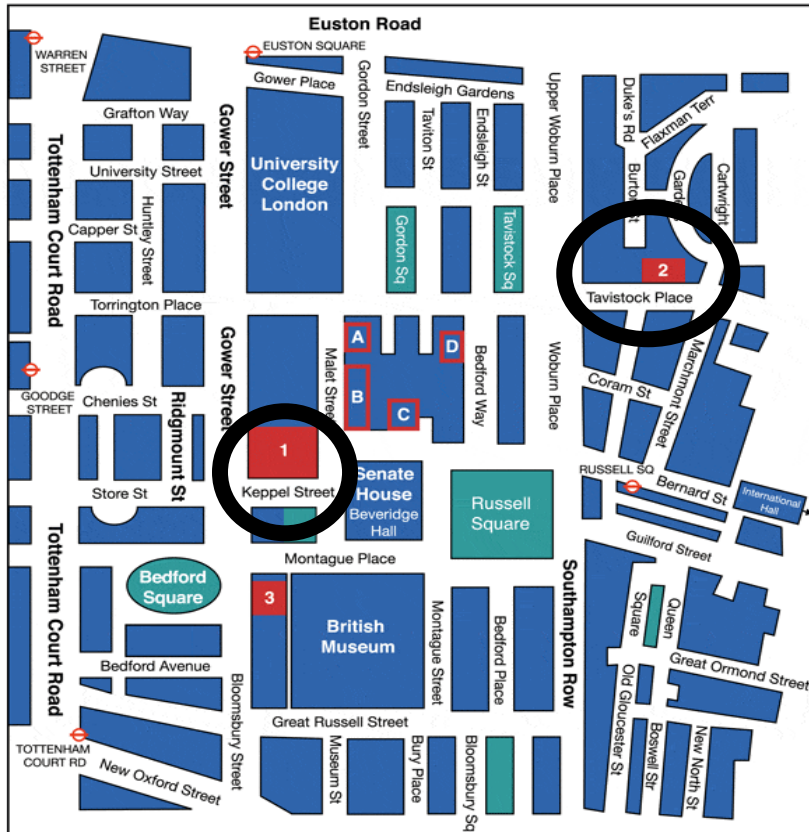 Euston Road
WARREN
STREET
EUSTON SQUARE
Gower Place
Endsleigh Gardens
Grafton Way
University Street
Capper St
Huntley Street
Torrington Place
Tottenham Court Road
Gower Street
University
College
London
Gordon Street
Taviton St
Endsleigh St
Gordon Sq
Tavistock Sq
Upper Woburn Place
Duke's Rd
Flaxman Terr
Cartwright
Garde
Burton St
2
Tavistock Place
GOODGE
STREET
Chenies St
Ridgmount St
Store St
Gower Street
Malet Street
A
B
C
D
Bedford Way
Woburn Place
Coram St
Marchmont Street
1
Keppel Street
Senate
House
Beveridge
Hall
Russell
Square
RUSSELL SQ
Bernard St
International
Hall
Guilford Street
Montague Place
Tottenham Court Road
Bedford
Square
Bedford Avenue
3
British
Museum
Montague Street
Bedford Place
Southampton Row
Queen
Square
Great Ormond Street
Old Gloucester St
Boswell Str
New North St
Bloomsbury Street
Great Russell Street
TOTTENHAM
COURT RD
New Oxford Street
Museum St
Bury Place
Bloomsbury Sq